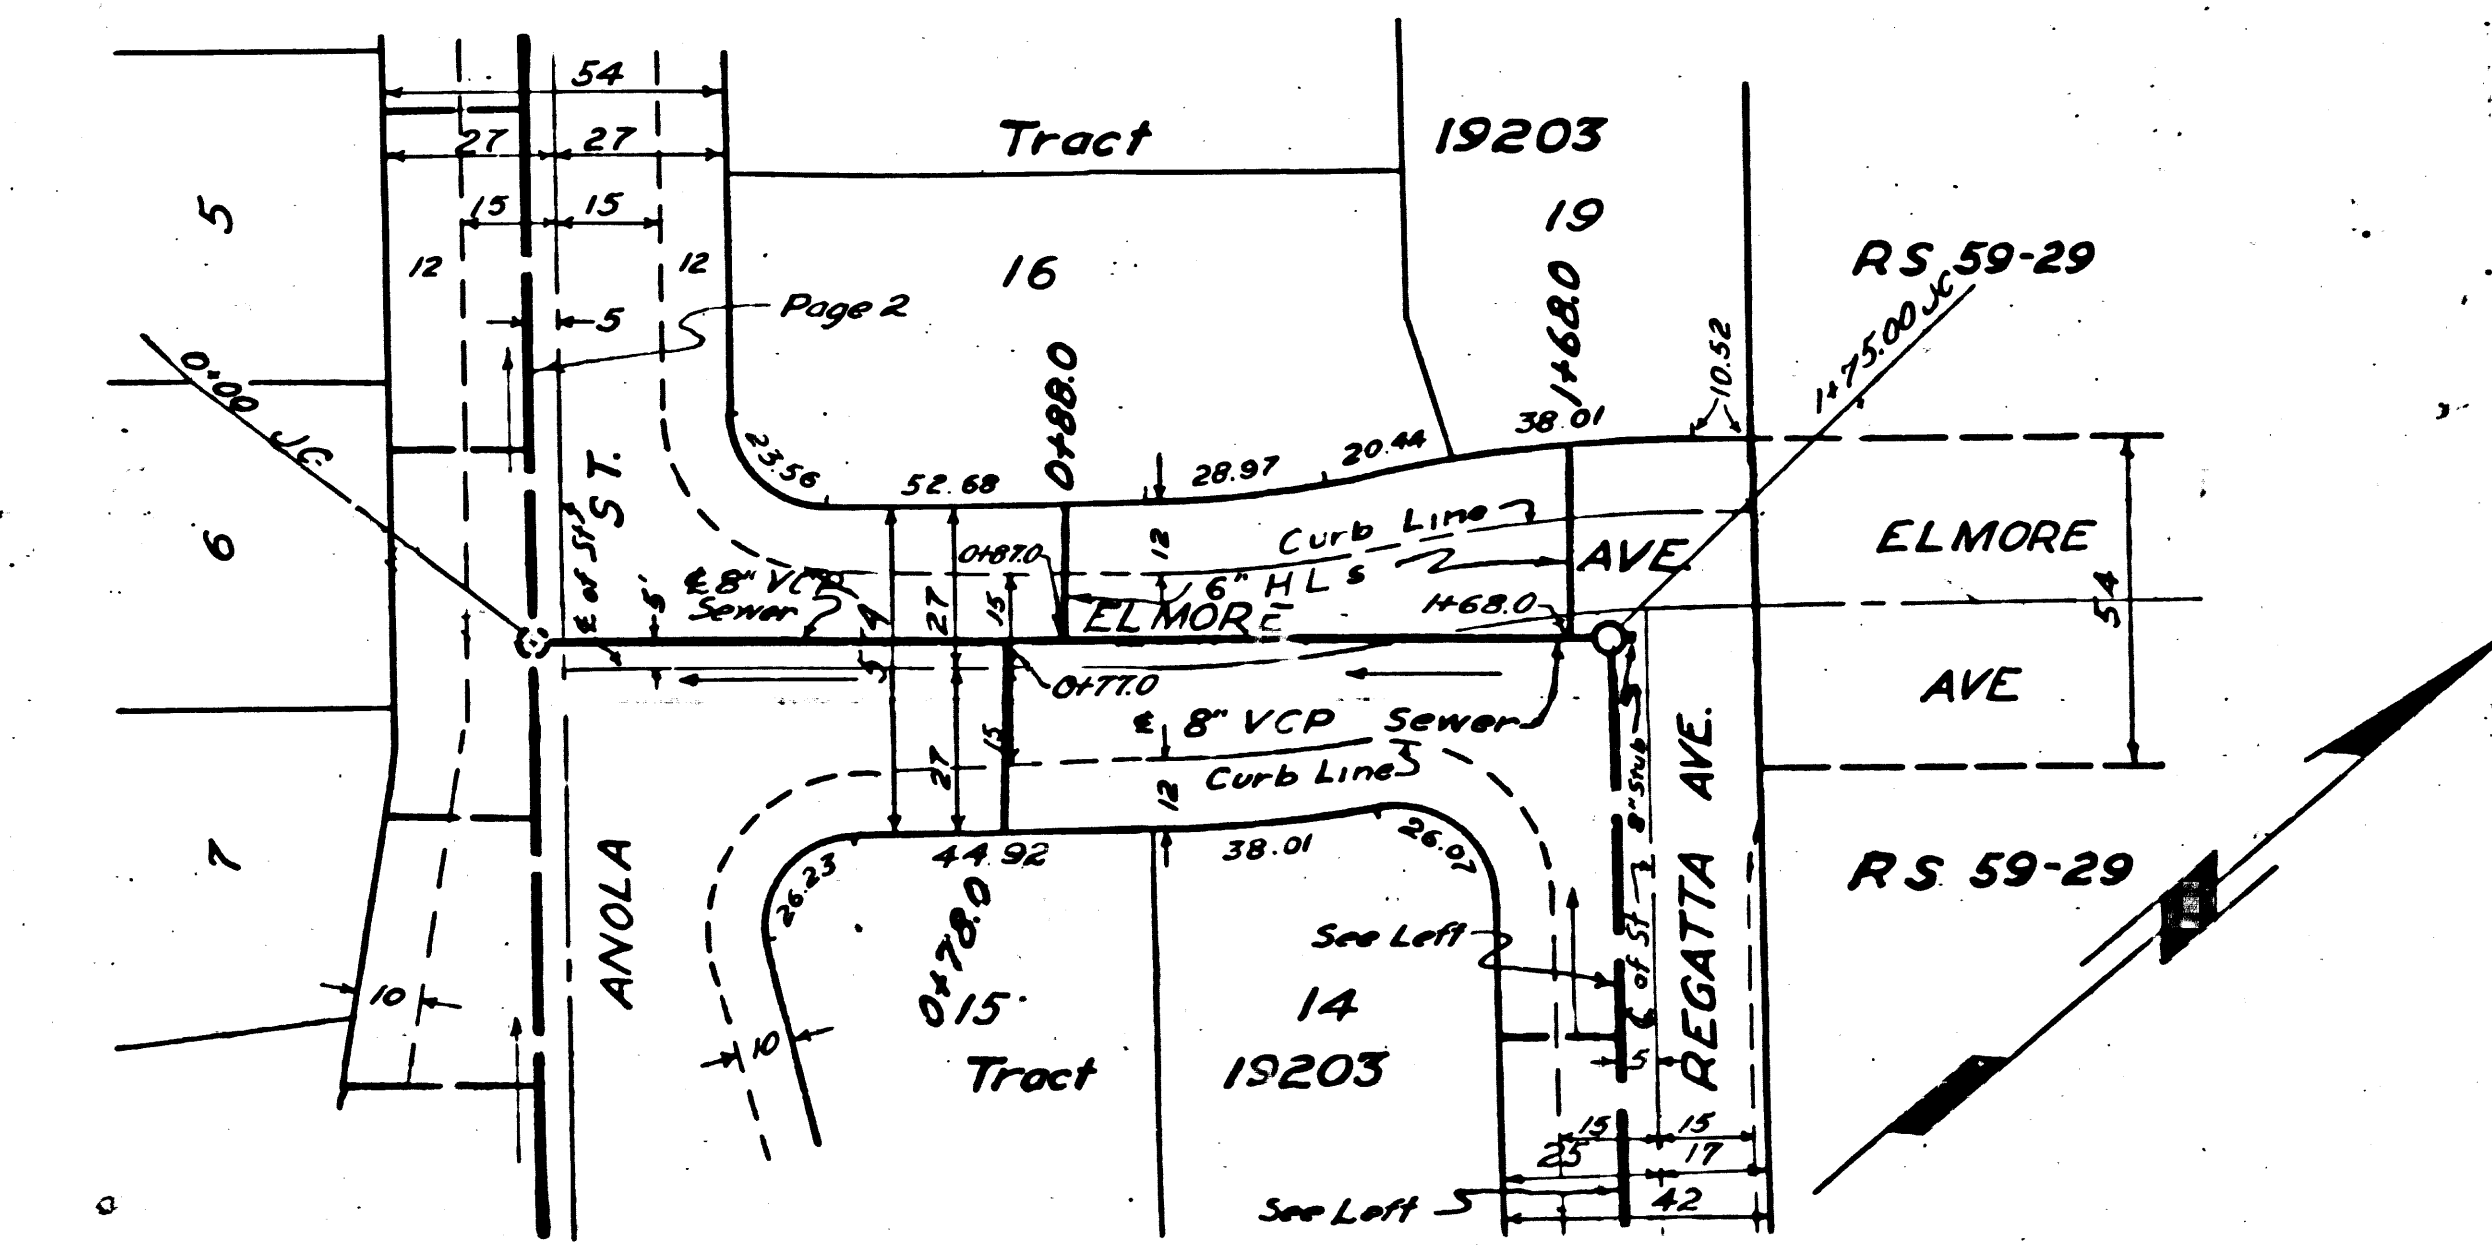 54
27 27
15 15
12 12
5
5
Page 2
Tract 19203
16
19
RS 59-29
0+00 J.C.
0+88.0
1+68.0
1+75.00 JC
10.52
23.56
52.68
28.97
20.44
38.01
6
℄ of St.
ST.
0+87.0
12
Curb Line
6" HLs
AVE.
ELMORE
54
AVE
℄ 8" VCP
Sewer
5'
54
27
15
ELMORE
1+68.0
0+77.0
℄ 8" VCP Sewer
27
15
12
Curb Line
8" Stub
5
7
ANOLA
26.23
44.92
38.01
26.07
0+78.0
15
14
Tract 19203
10
10
See Left
℄ of St
REGATTA AVE.
RS 59-29
5
15 15
25 17
42
See Left